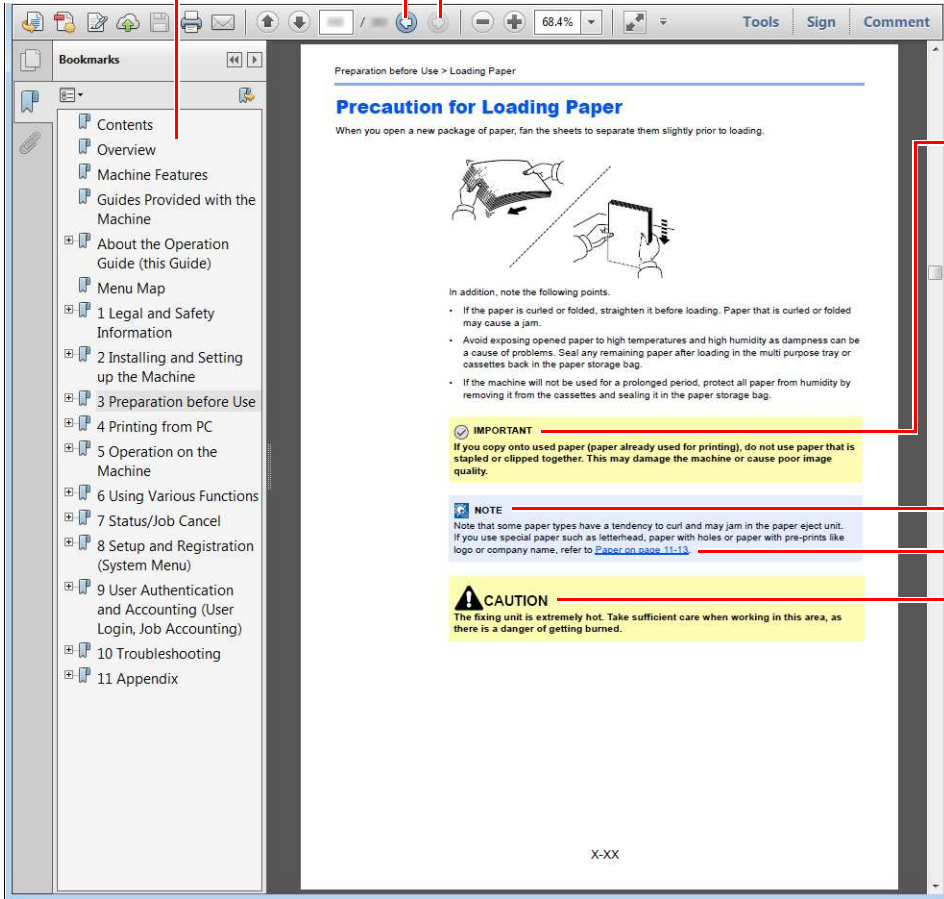 /
68.4%
Tools
Sign
Comment
Bookmarks
Contents
Overview
Machine Features
Guides Provided with the
Machine
About the Operation
Guide (this Guide)
Menu Map
1 Legal and Safety
Information
2 Installing and Setting
up the Machine
3 Preparation before Use
4 Printing from PC
5 Operation on the
Machine
6 Using Various Functions
7 Status/Job Cancel
8 Setup and Registration
(System Menu)
9 User Authentication
and Accounting (User
Login, Job Accounting)
10 Troubleshooting
11 Appendix
Preparation before Use > Loading Paper
Precaution for Loading Paper
When you open a new package of paper, fan the sheets to separate them slightly prior to loading.
In addition, note the following points.
• If the paper is curled or folded, straighten it before loading. Paper that is curled or folded
may cause a jam.
• Avoid exposing opened paper to high temperatures and high humidity as dampness can be
a cause of problems. Seal any remaining paper after loading in the multi purpose tray or
cassettes back in the paper storage bag.
• If the machine will not be used for a prolonged period, protect all paper from humidity by
removing it from the cassettes and sealing it in the paper storage bag.
IMPORTANT
If you copy onto used paper (paper already used for printing), do not use paper that is
stapled or clipped together. This may damage the machine or cause poor image
quality.
NOTE
Note that some paper types have a tendency to curl and may jam in the paper eject unit.
If you use special paper such as letterhead, paper with holes or paper with pre-prints like
logo or company name, refer to Paper on page 11-13.
CAUTION
The fixing unit is extremely hot. Take sufficient care when working in this area, as
there is a danger of getting burned.
X-XX